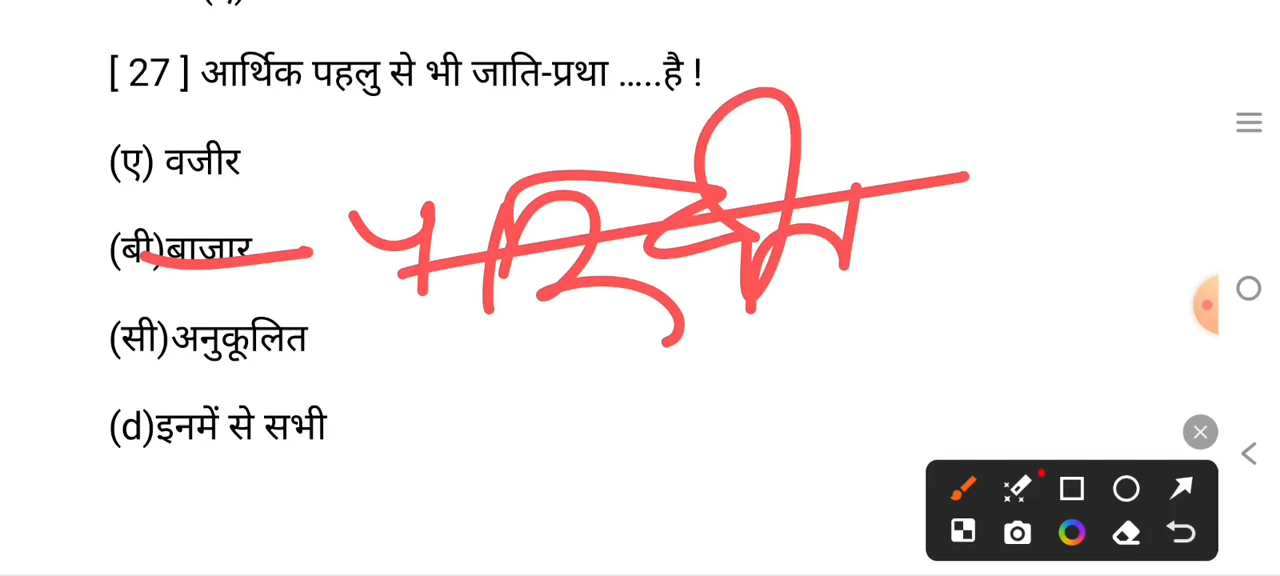 [ 27 ] आर्थिक पहलु से भी जाति-प्रथा .....है !
(ए) वजीर
(बी)बाजार
(सी)अनुकूलित
(d)इनमें से सभी